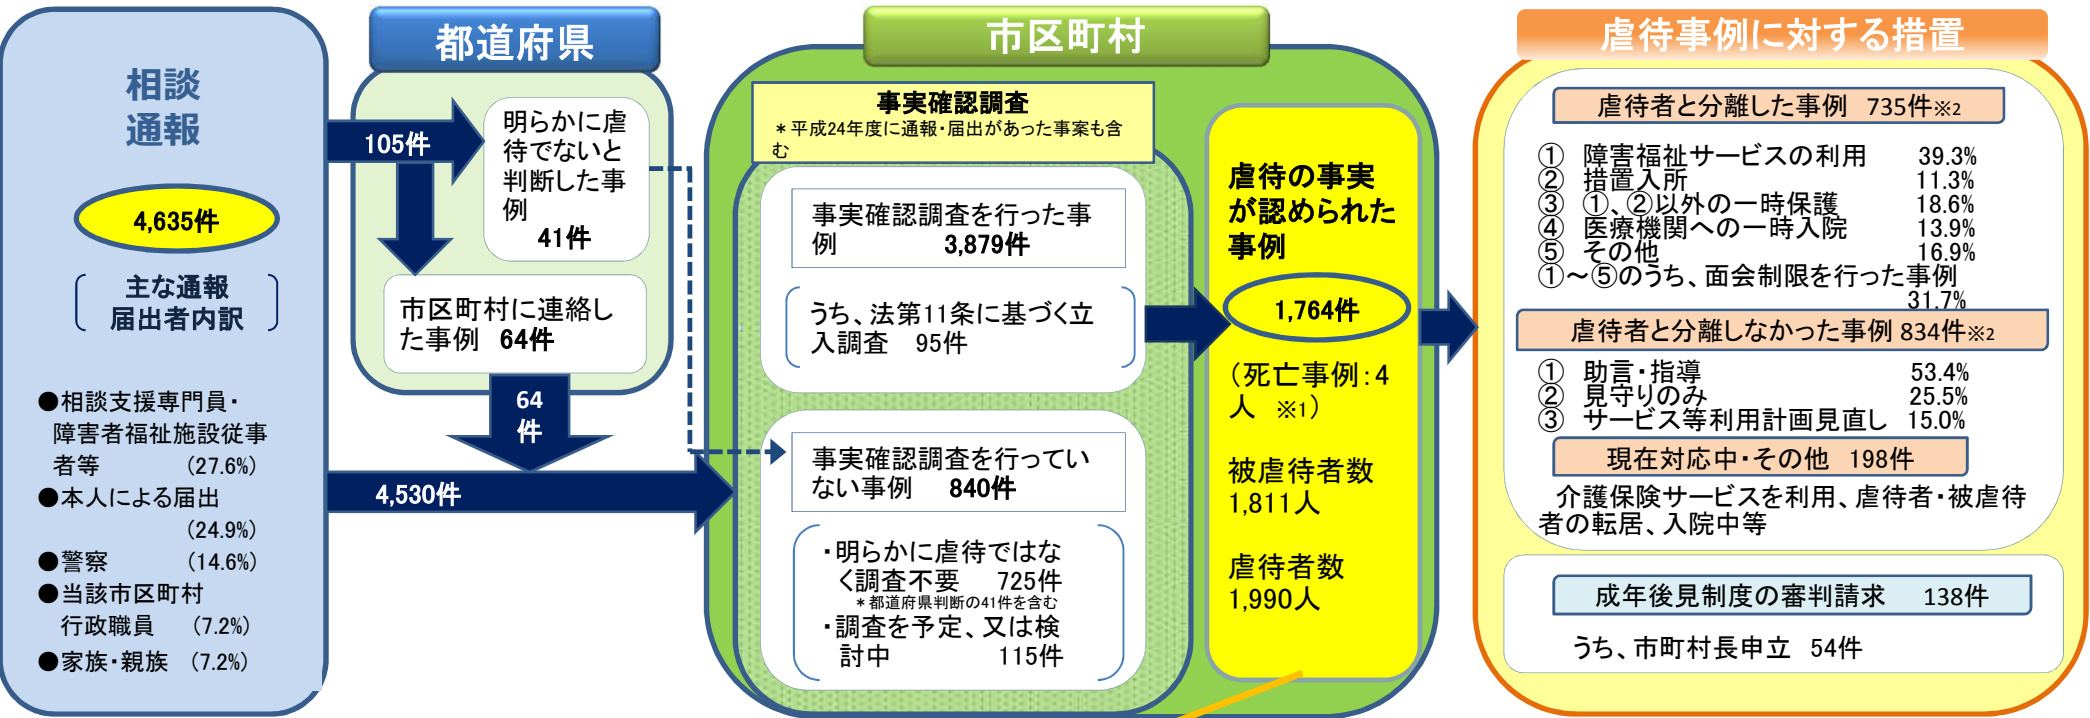 相談
通報
4,635件
主な通報
届出者内訳
●相談支援専門員・
障害者福祉施設従事
者等 (27.6%)
●本人による届出
(24.9%)
●警察 (14.6%)
●当該市区町村
行政職員 (7.2%)
●家族・親族 (7.2%)
都道府県
105件
明らかに虐
待でないと
判断した事
例
41件
市区町村に連絡し
た事例 64件
64
件
4,530件
市区町村
事実確認調査
＊平成24年度に通報・届出があった事案も含
む
事実確認調査を行った事
例 3,879件
うち、法第11条に基づく立
入調査 95件
事実確認調査を行ってい
ない事例 840件
・明らかに虐待ではな
く調査不要 725件
＊都道府県判断の41件を含む
・調査を予定、又は検
討中 115件
虐待の事実
が認められた
事例
1,764件
（死亡事例：4
人 ※1）
被虐待者数
1,811人
虐待者数
1,990人
虐待事例に対する措置
虐待者と分離した事例 735件※2
① 障害福祉サービスの利用 39.3%
② 措置入所 11.3%
③ ①、②以外の一時保護 18.6%
④ 医療機関への一時入院 13.9%
⑤ その他 16.9%
①～⑤のうち、面会制限を行った事例
31.7%
虐待者と分離しなかった事例 834件※2
① 助言・指導 53.4%
② 見守りのみ 25.5%
③ サービス等利用計画見直し 15.0%
現在対応中・その他 198件
介護保険サービスを利用、虐待者・被虐待
者の転居、入院中等
成年後見制度の審判請求 138件
うち、市町村長申立 54件